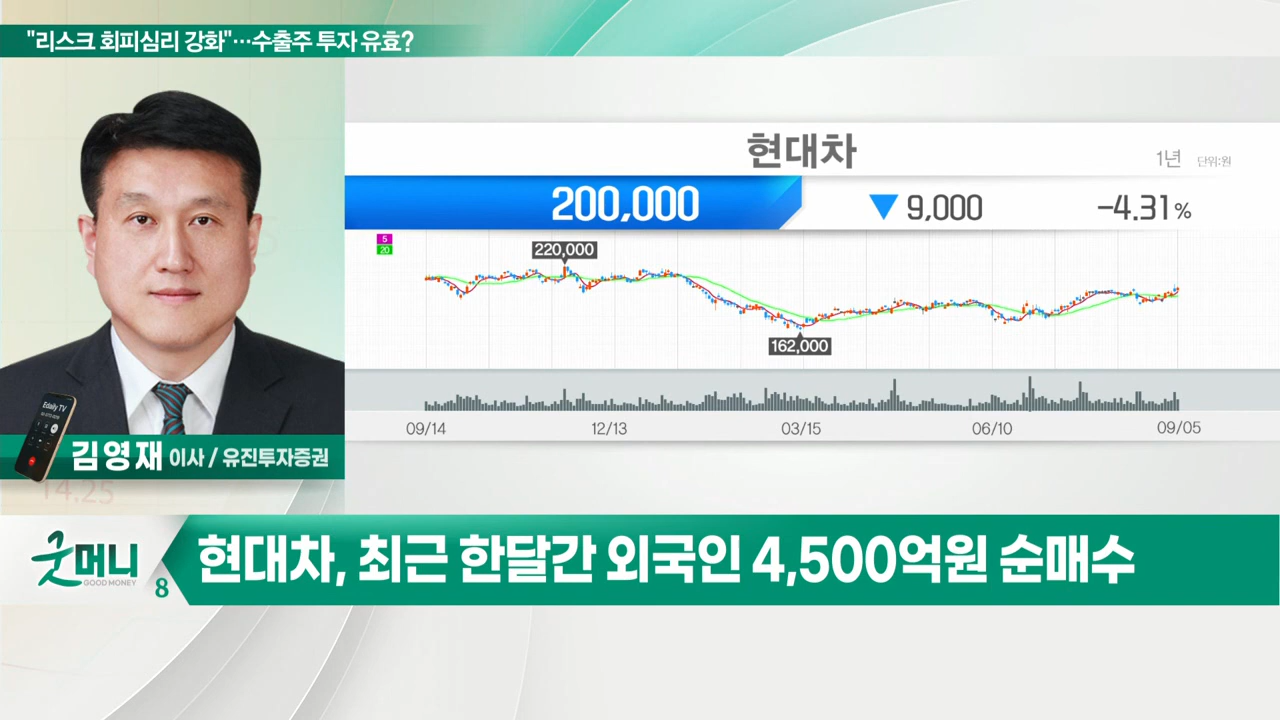 "리스크 회피심리 강화"…수출주 투자 유효?
현대차
1년 단위:원
200,000 ▼ 9,000 -4.31%
5
20
220,000
162,000
09/14 12/13 03/15 06/10 09/05
Edaily TV
김영재 이사 / 유진투자증권
14.25
굿머니
GOOD MONEY
8
현대차, 최근 한달간 외국인 4,500억원 순매수